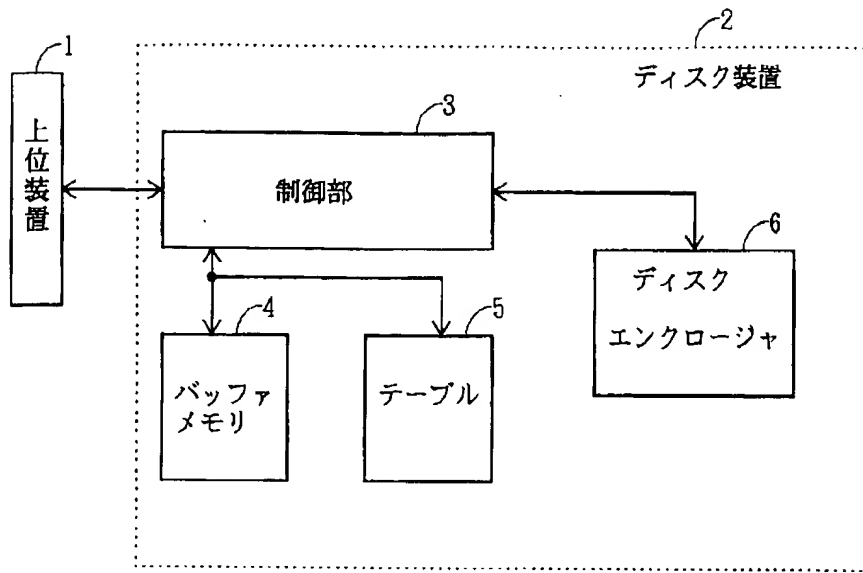 1
上位装置
2
ディスク装置
3
制御部
4
バッファ
メモリ
5
テーブル
6
ディスク
エンクロージャ